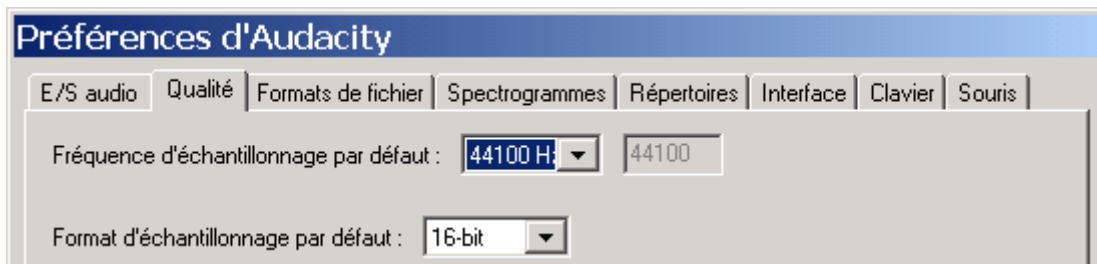 Préférences d'Audacity
E/S audio Qualité Formats de fichier Spectrogrammes Répertoires Interface Clavier Souris
Fréquence d'échantillonnage par défaut : 44100 H 44100
Format d'échantillonnage par défaut : 16-bit